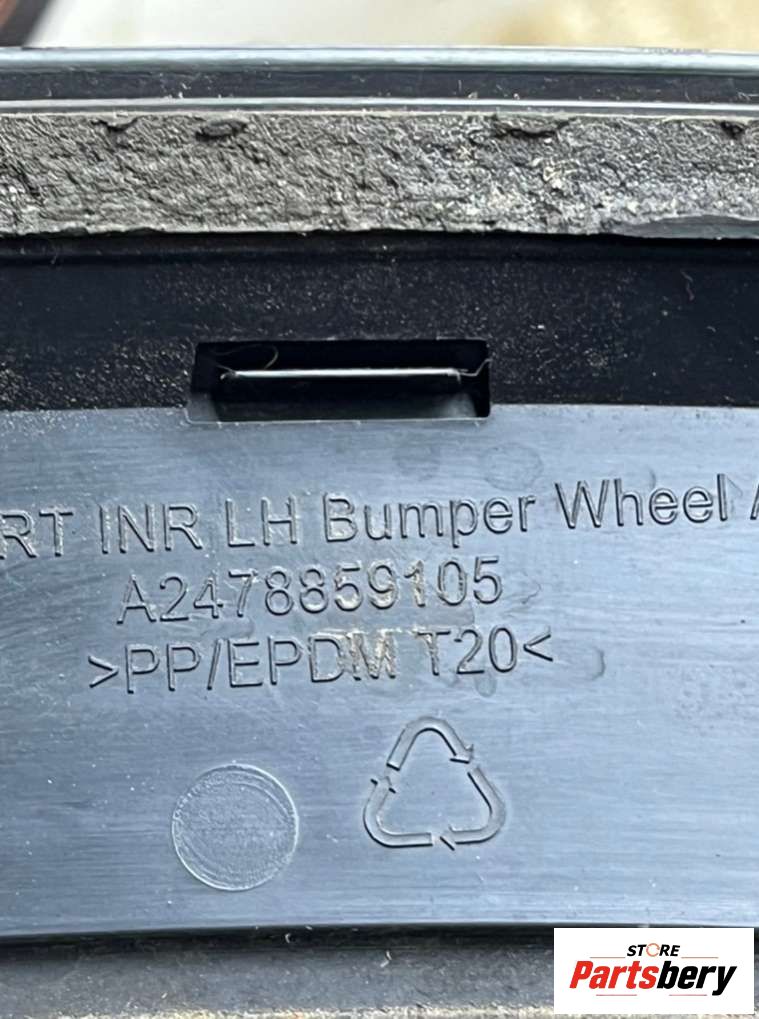 RT INR LH Bumper Wheel A
A2478859105
>PP/EPDM T20<
STORE
Partsbery